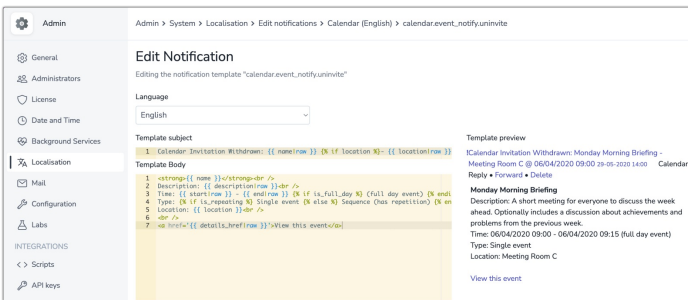 Admin
Admin > System > Localisation > Edit notifications > Calendar (English) > calendar.event_notify.uninvite
General
Administrators
License
Date and Time
Background Services
Localisation
Mail
Configuration
Labs
INTEGRATIONS
Scripts
API keys
Edit Notification
Editing the notification template "calendar.event_notify.uninvite"
Language
English
Template subject
1 Calendar Invitation Withdrawn: {{ name|raw }} {% if location %}- {{ location|raw }}
Template Body
1 <strong>{{ name }}</strong><br />
2 Description: {{ description|raw }}<br />
3 Time: {{ start|raw }} - {{ end|raw }} {% if is_full_day %} (full day event) {% endi
4 Type: {% if is_repeating %} Single event {% else %} Sequence (has repetition) {% en
5 Location: {{ location }}<br />
6 <br />
7 <a href='{{ details_href|raw }}'>View this event</a>
Template preview
!Calendar Invitation Withdrawn: Monday Morning Briefing -
Meeting Room C @ 06/04/2020 09:00 29-05-2020 14:00 Calendar
Reply • Forward • Delete
Monday Morning Briefing
Description: A short meeting for everyone to discuss the week
ahead. Optionally includes a discussion about achievements and
problems from the previous week.
Time: 06/04/2020 09:00 - 06/04/2020 09:15 (full day event)
Type: Single event
Location: Meeting Room C
View this event